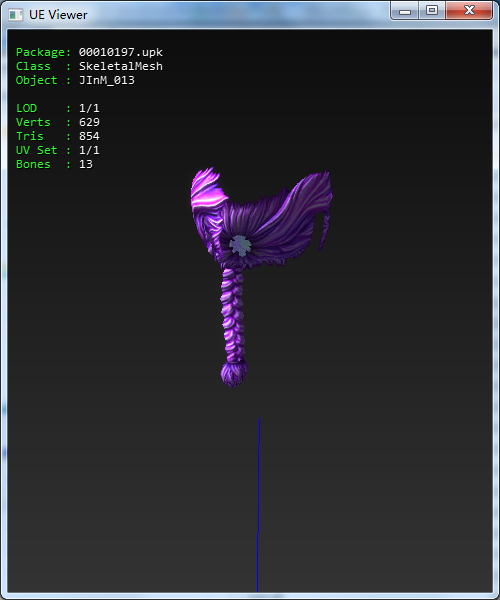 UE Viewer
Package: 00010197.upk
Class : SkeletalMesh
Object : JInM_013
LOD : 1/1
Verts : 629
Tris : 854
UV Set : 1/1
Bones : 13